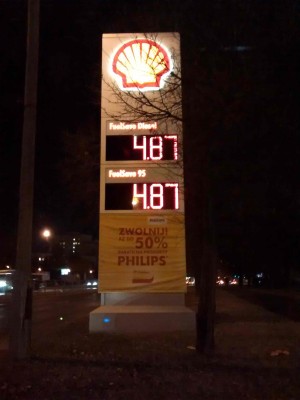 FuelSave Diesel
4.87
FuelSave 95
4.87
ZWOLNIJ!
50%
PHILIPS